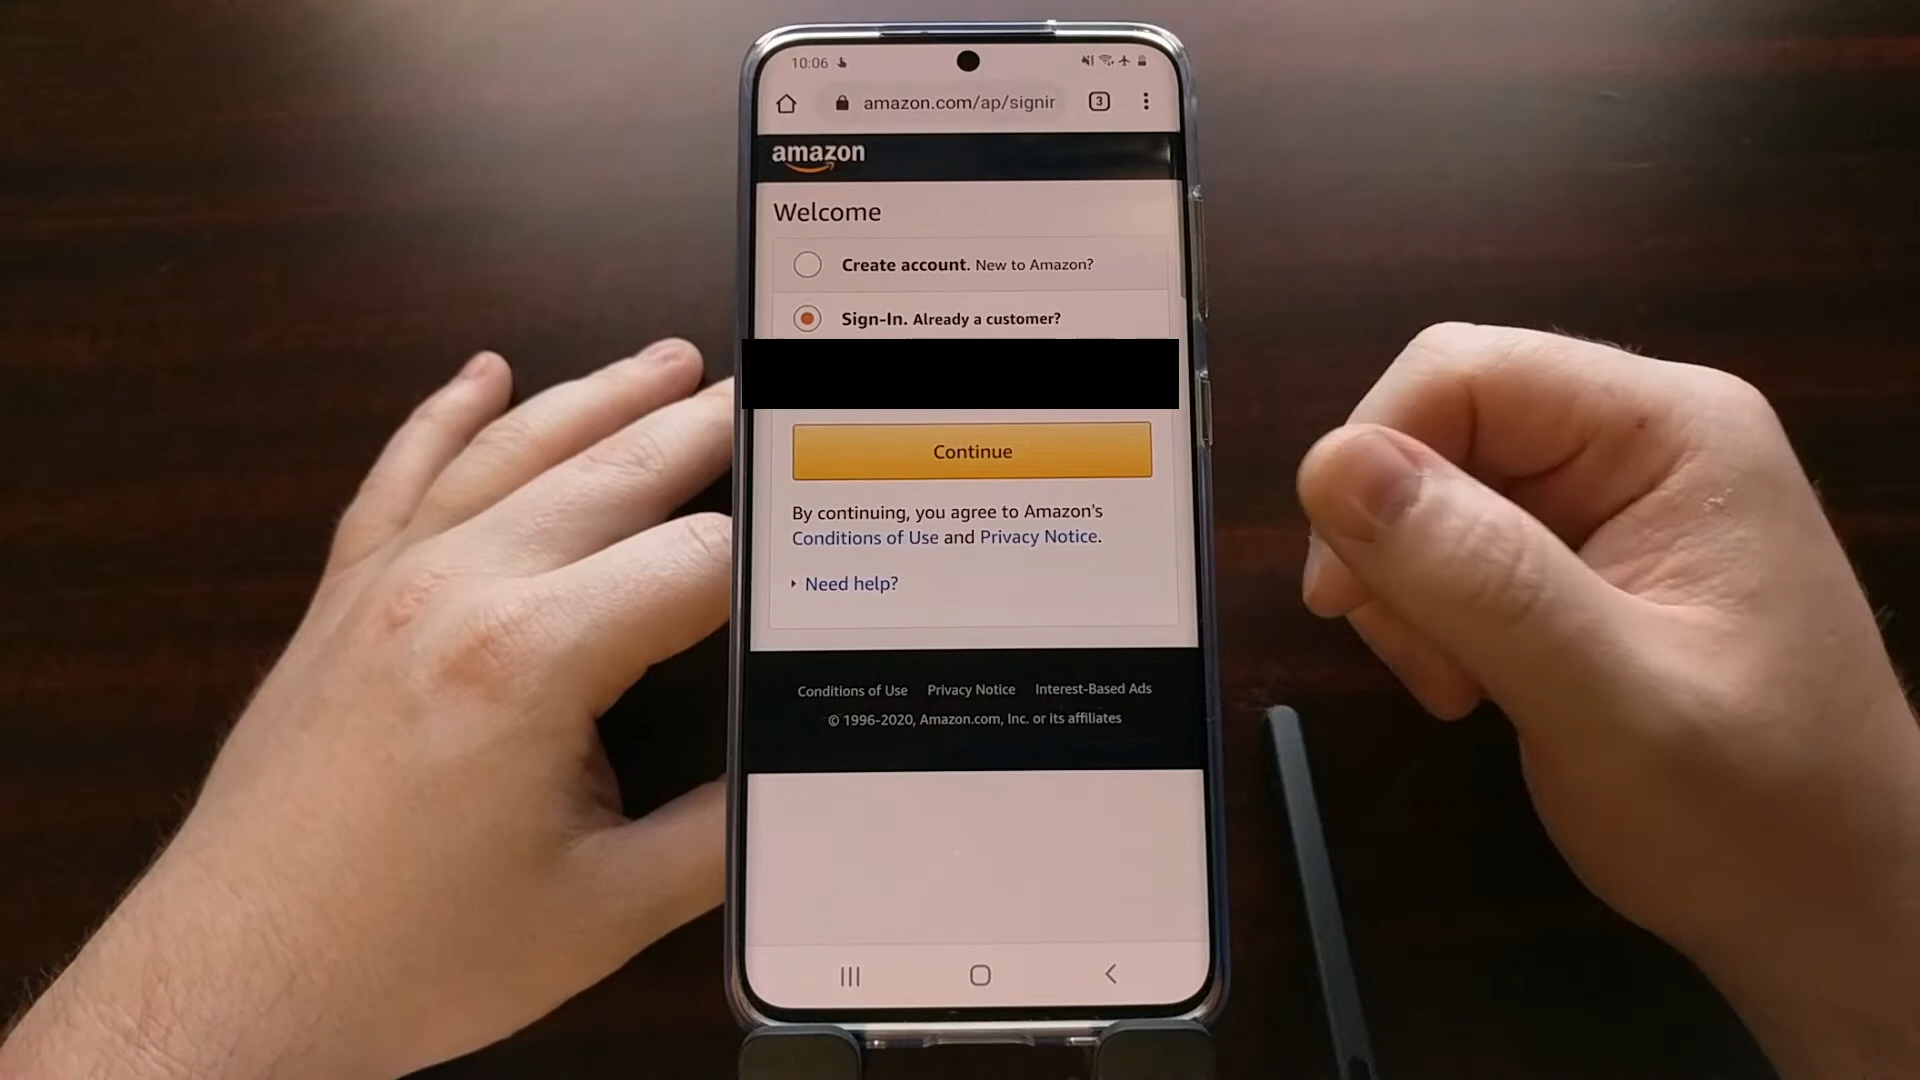 10:06
amazon.com/ap/signir
3
amazon
Welcome
Create account. New to Amazon?
Sign-In. Already a customer?
Continue
By continuing, you agree to Amazon's
Conditions of Use and Privacy Notice.
Need help?
Conditions of Use Privacy Notice Interest-Based Ads
© 1996-2020, Amazon.com, Inc. or its affiliates